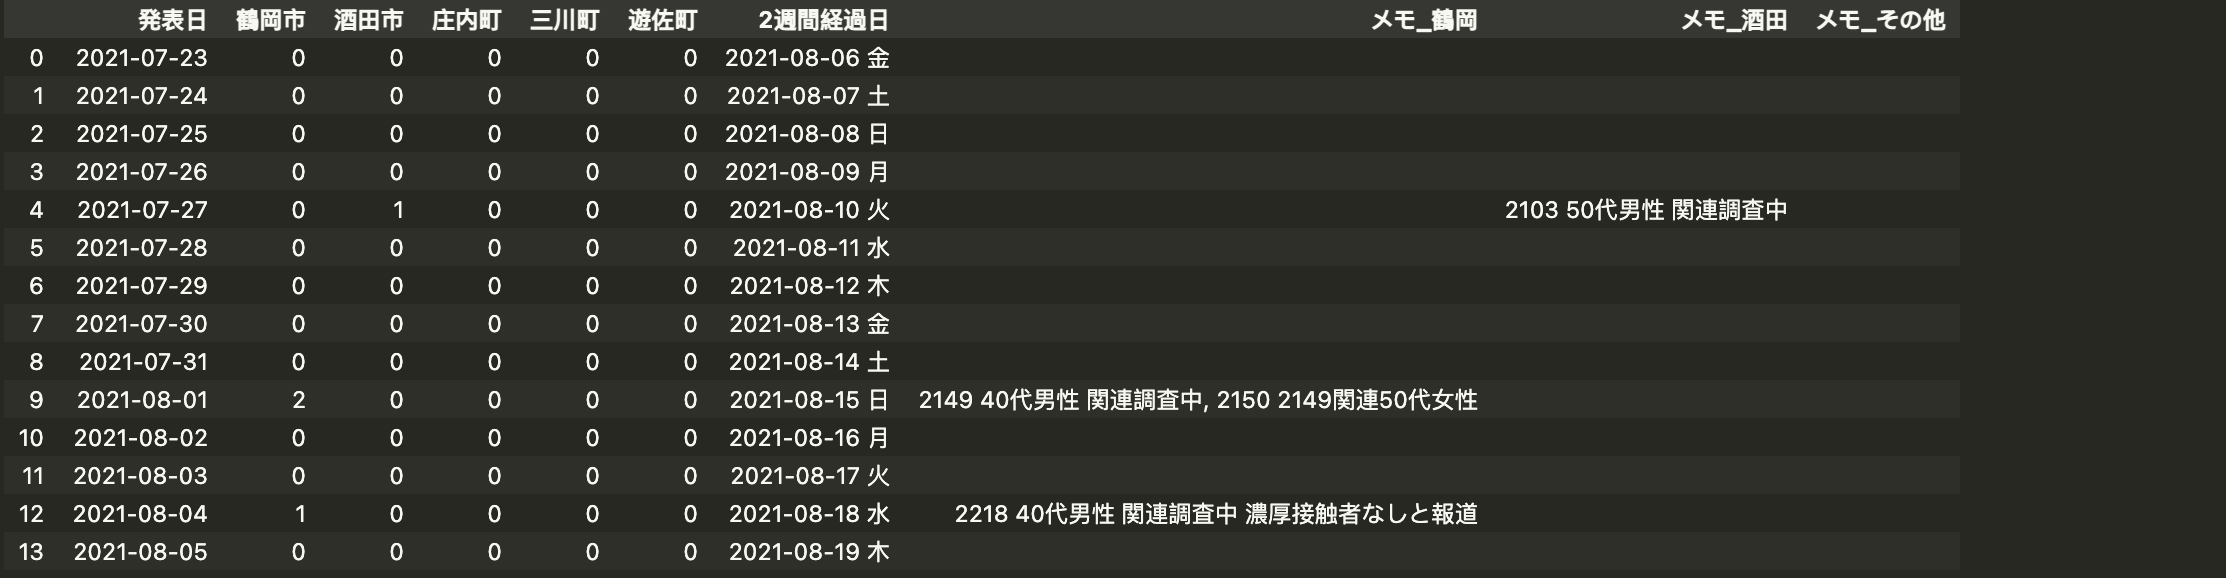 発表日 鶴岡市 酒田市 庄内町 三川町 遊佐町 2週間経過日 メモ_鶴岡 メモ_酒田 メモ_その他
0 2021-07-23 0 0 0 0 0 2021-08-06 金
1 2021-07-24 0 0 0 0 0 2021-08-07 土
2 2021-07-25 0 0 0 0 0 2021-08-08 日
3 2021-07-26 0 0 0 0 0 2021-08-09 月
4 2021-07-27 0 1 0 0 0 2021-08-10 火 2103 50代男性 関連調査中
5 2021-07-28 0 0 0 0 0 2021-08-11 水
6 2021-07-29 0 0 0 0 0 2021-08-12 木
7 2021-07-30 0 0 0 0 0 2021-08-13 金
8 2021-07-31 0 0 0 0 0 2021-08-14 土
9 2021-08-01 2 0 0 0 0 2021-08-15 日 2149 40代男性 関連調査中, 2150 2149関連50代女性
10 2021-08-02 0 0 0 0 0 2021-08-16 月
11 2021-08-03 0 0 0 0 0 2021-08-17 火
12 2021-08-04 1 0 0 0 0 2021-08-18 水 2218 40代男性 関連調査中 濃厚接触者なしと報道
13 2021-08-05 0 0 0 0 0 2021-08-19 木